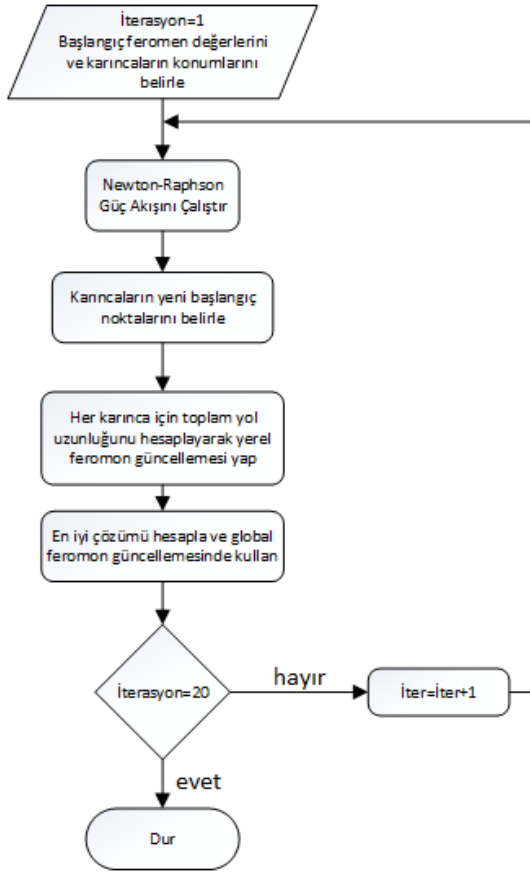 İterasyon=1
Başlangıç feromen değerlerini
ve karıncaların konumlarını
belirle
Newton-Raphson
Güç Akışını Çalıştır
Karıncaların yeni başlangıç
noktalarını belirle
Her karınca için toplam yol
uzunluğunu hesaplayarak yerel
feromon güncellemesi yap
En iyi çözümü hesapla ve global
feromon güncellemesinde kullan
İterasyon=20
hayır
İter=İter+1
evet
Dur